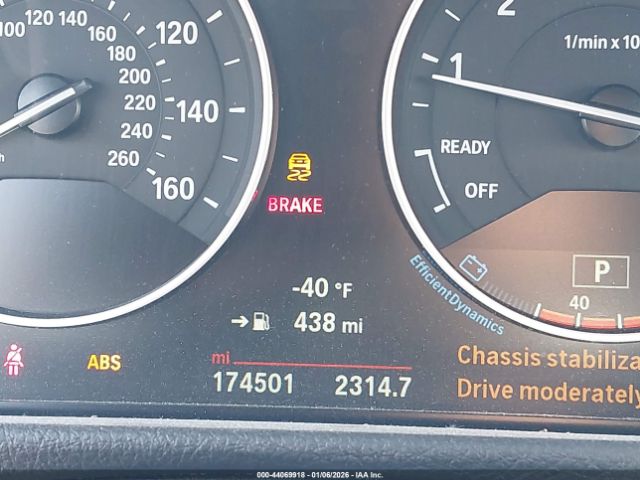 100
120 140
160
180
200
220
240
260
120
140
160
BRAKE
-40 °F
438 mi
ABS
mi
174501 2314.7
2
1/min x 10
1
READY
OFF
P
EfficientDynamics
40
Chassis stabiliza
Drive moderately
000-44069918 - 01/06/2026 - IAA Inc.